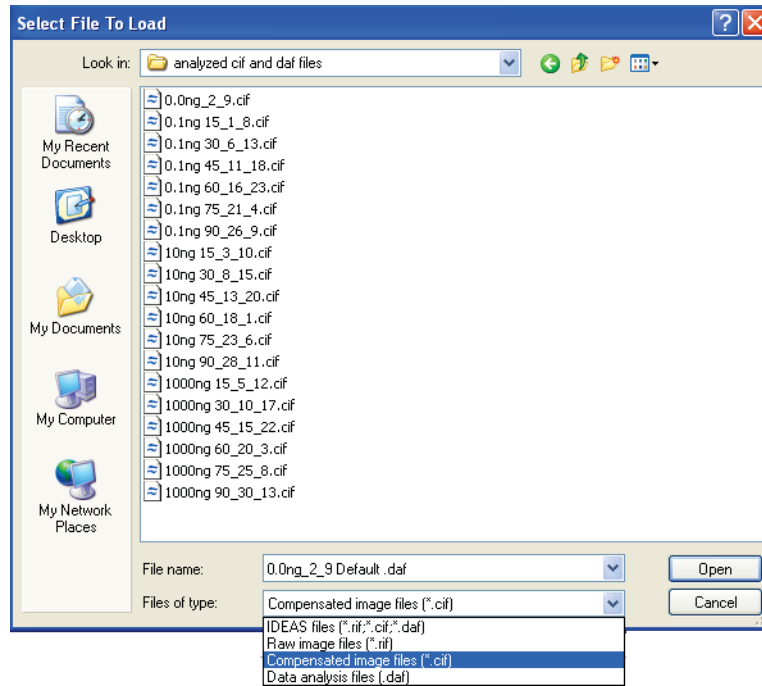 Select File To Load
Look in: analyzed cif and daf files
My Recent
Documents
Desktop
My Documents
My Computer
My Network
Places
0.0ng_2_9.cif
0.1ng 15_1_8.cif
0.1ng 30_6_13.cif
0.1ng 45_11_18.cif
0.1ng 60_16_23.cif
0.1ng 75_21_4.cif
0.1ng 90_26_9.cif
10ng 15_3_10.cif
10ng 30_8_15.cif
10ng 45_13_20.cif
10ng 60_18_1.cif
10ng 75_23_6.cif
10ng 90_28_11.cif
1000ng 15_5_12.cif
1000ng 30_10_17.cif
1000ng 45_15_22.cif
1000ng 60_20_3.cif
1000ng 75_25_8.cif
1000ng 90_30_13.cif
File name: 0.0ng_2_9 Default .daf Open
Files of type: Compensated image files (*.cif) Cancel
IDEAS files (*.rif;*.cif;*.daf)
Raw image files (*.rif)
Compensated image files (*.cif)
Data analysis files (.daf)